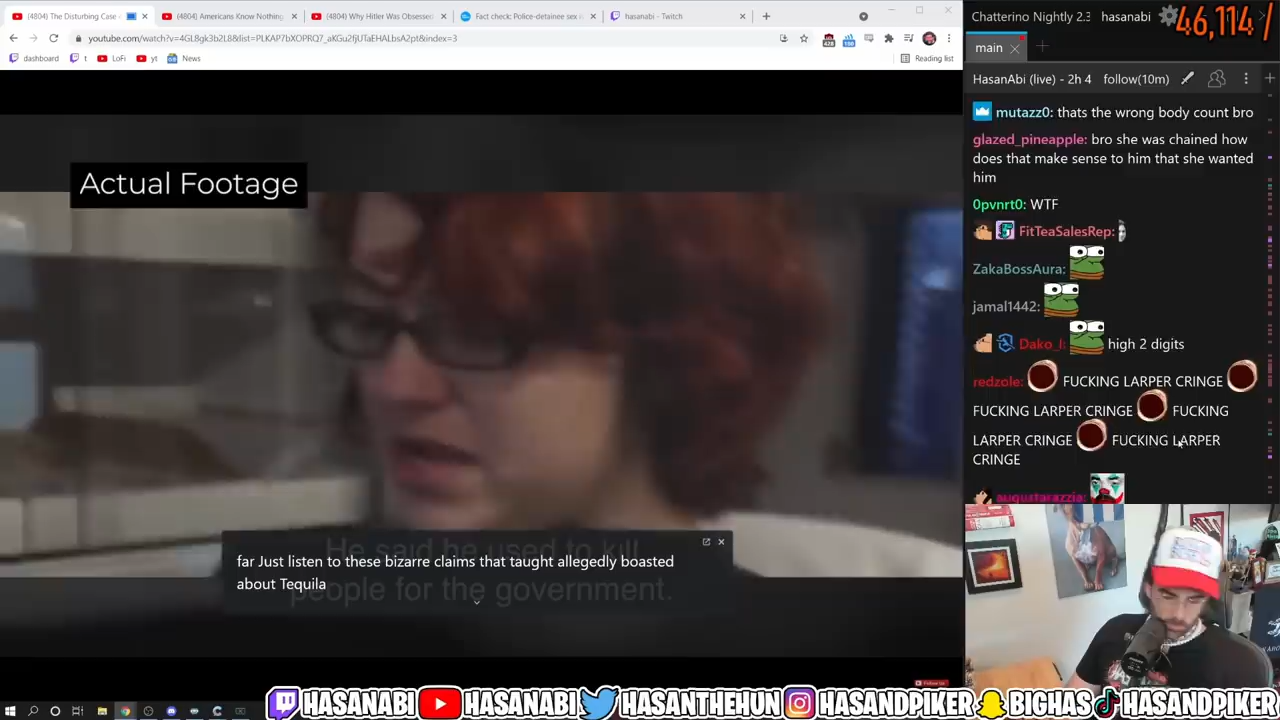 (4804) The Disturbing Case
(4804) Americans Know Nothing
(4804) Why Hitler Was Obsessed
Fact check: Police-detainee sex
hasanabi - Twitch
youtube.com/watch?v=4GL8gk3b2L8&list=PLKAP7bXOPRQ7_aKGu2fjUTaEHALbsA2pt&index=3
dashboard
t
LoFi
yt
News
Reading list
Actual Footage
He said he used to kill
people for the government.
far Just listen to these bizarre claims that taught allegedly boasted
about Tequila
Chatterino Nightly 2.3
hasanabi
46,114 /
main
HasanAbi (live) - 2h 4
follow(10m)
mutazz0: thats the wrong body count bro
glazed_pineapple: bro she was chained how
does that make sense to him that she wanted
him
0pvnrt0: WTF
FitTeaSalesRep:
ZakaBossAura:
jamal1442:
Dako_I: high 2 digits
redzole: FUCKING LARPER CRINGE
FUCKING LARPER CRINGE FUCKING
LARPER CRINGE FUCKING LARPER
CRINGE
augustarazzia:
HASANABI HASANABI HASANTHEHUN HASANDPIKER BIGHAS HASANDPIKER